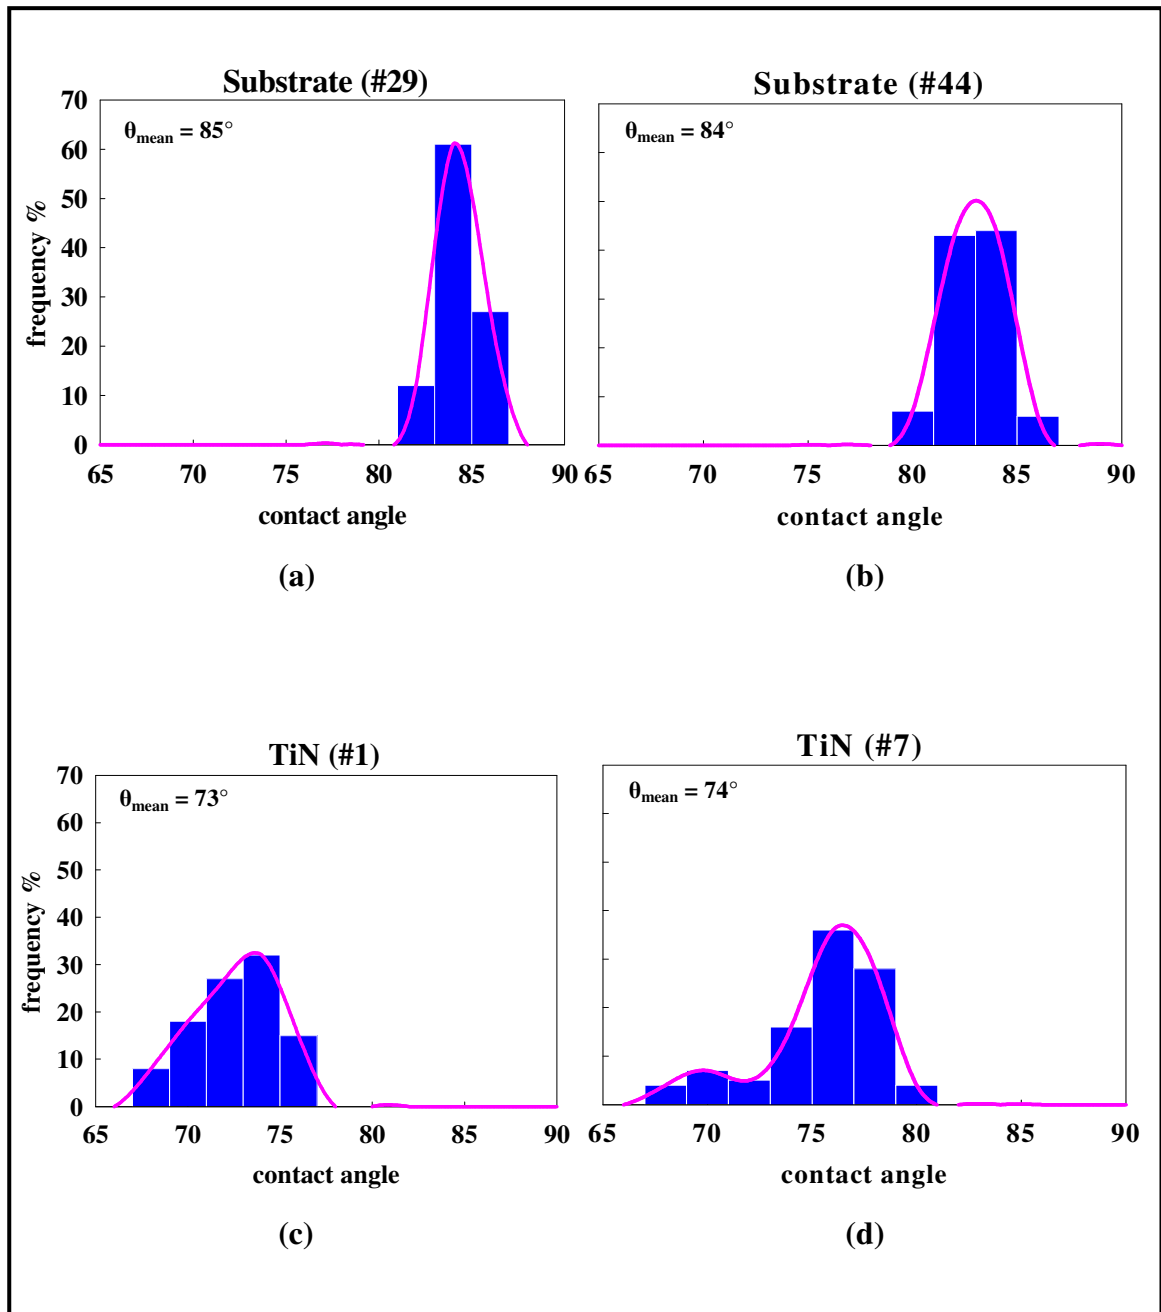 Substrate (#29)
θmean = 85°
70
60
50
40
30
20
10
0
frequency %
65 70 75 80 85 90
contact angle
(a)
Substrate (#44)
θmean = 84°
65 70 75 80 85 90
contact angle
(b)
TiN (#1)
θmean = 73°
70
60
50
40
30
20
10
0
frequency %
65 70 75 80 85 90
contact angle
(c)
TiN (#7)
θmean = 74°
65 70 75 80 85 90
contact angle
(d)